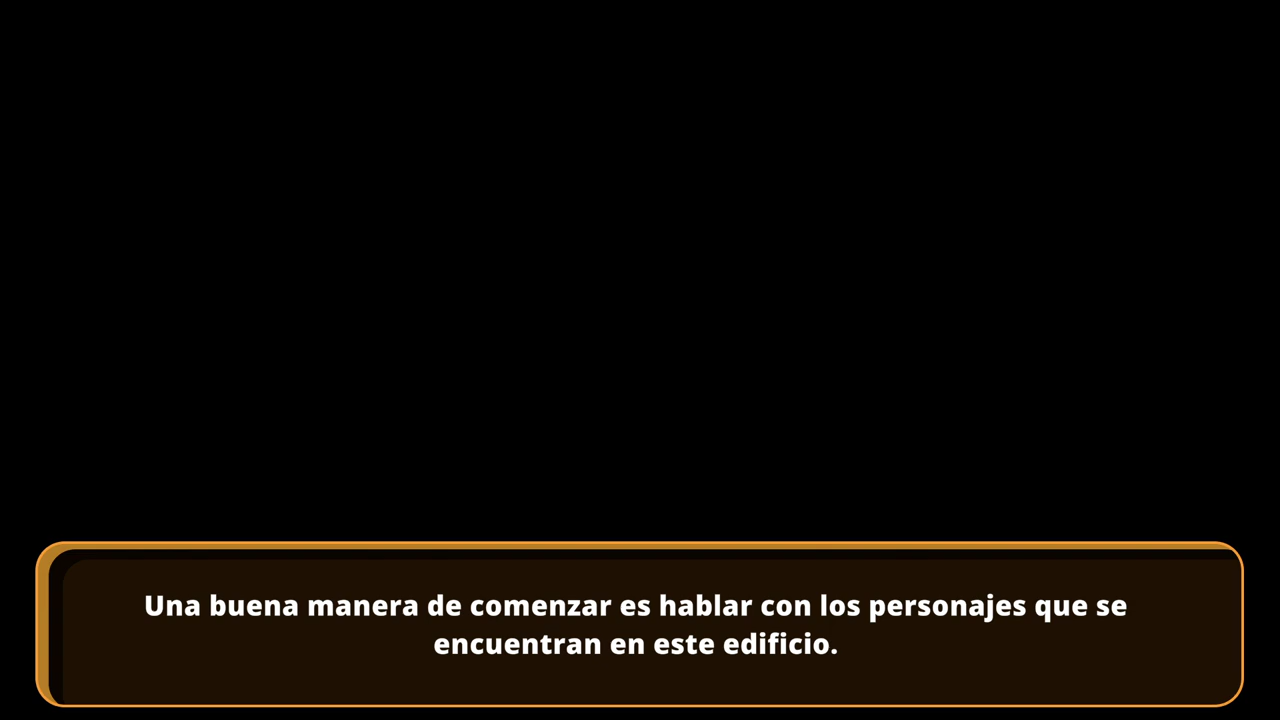 Una buena manera de comenzar es hablar con los personajes que se
encuentran en este edificio.